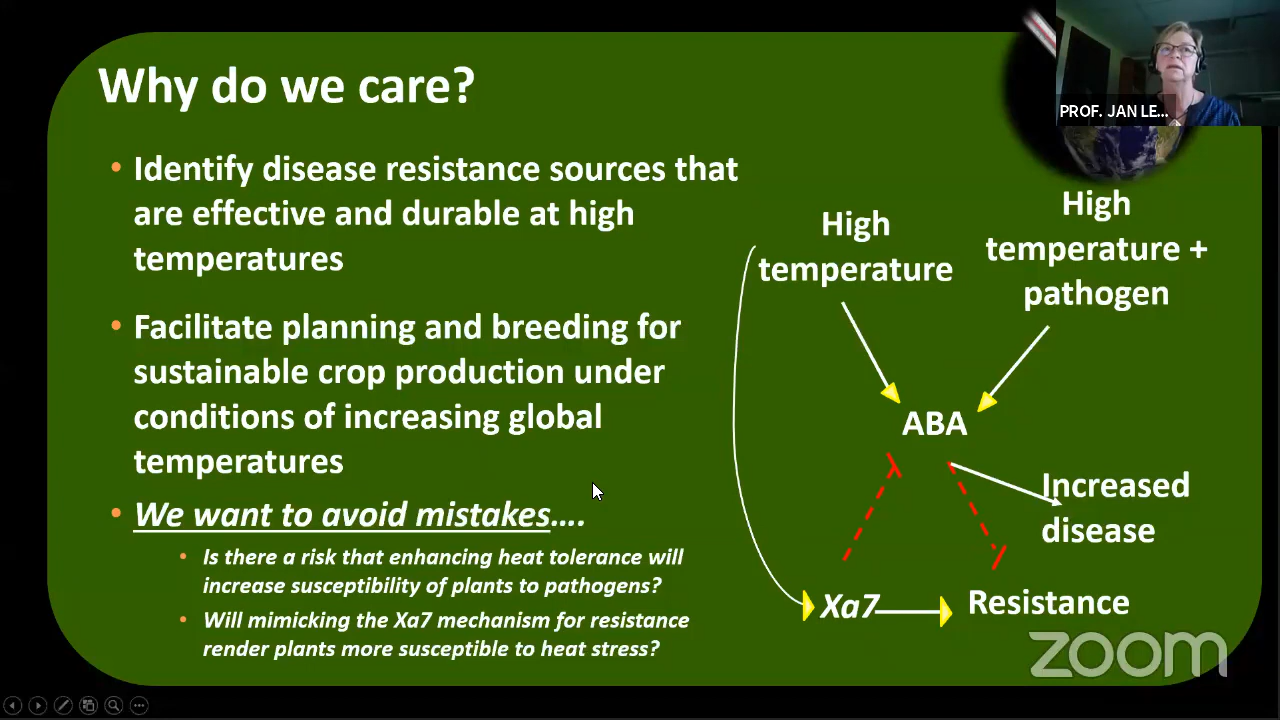 Why do we care?
• Identify disease resistance sources that
are effective and durable at high
temperatures
• Facilitate planning and breeding for
sustainable crop production under
conditions of increasing global
temperatures
• We want to avoid mistakes....
• Is there a risk that enhancing heat tolerance will
increase susceptibility of plants to pathogens?
• Will mimicking the Xa7 mechanism for resistance
render plants more susceptible to heat stress?
High
temperature
High
temperature +
pathogen
ABA
Increased
disease
Xa7
Resistance
PROF. JAN LE...
zoom